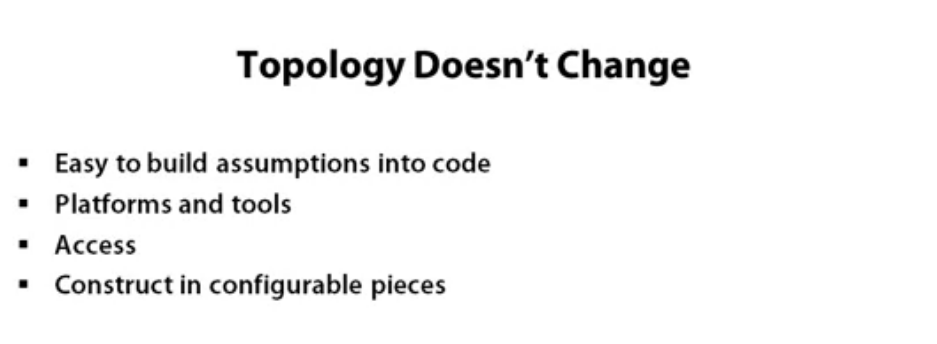 Topology Doesn't Change
▪ Easy to build assumptions into code
▪ Platforms and tools
▪ Access
▪ Construct in configurable pieces